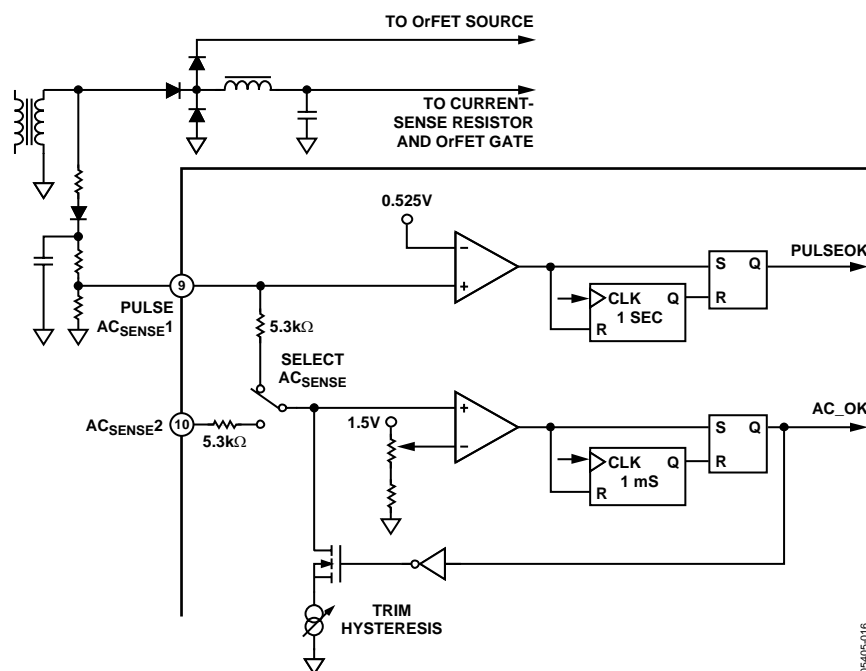 TO OrFET SOURCE
TO CURRENT-
SENSE RESISTOR
AND OrFET GATE
0.525V
−
+
S Q
R
PULSEOK
CLK Q
1 SEC
R
9
PULSE
ACSENSE1
5.3kΩ
SELECT
ACSENSE
ACSENSE2
10
5.3kΩ
1.5V
+
−
S Q
R
AC_OK
CLK Q
1 mS
R
TRIM
HYSTERESIS